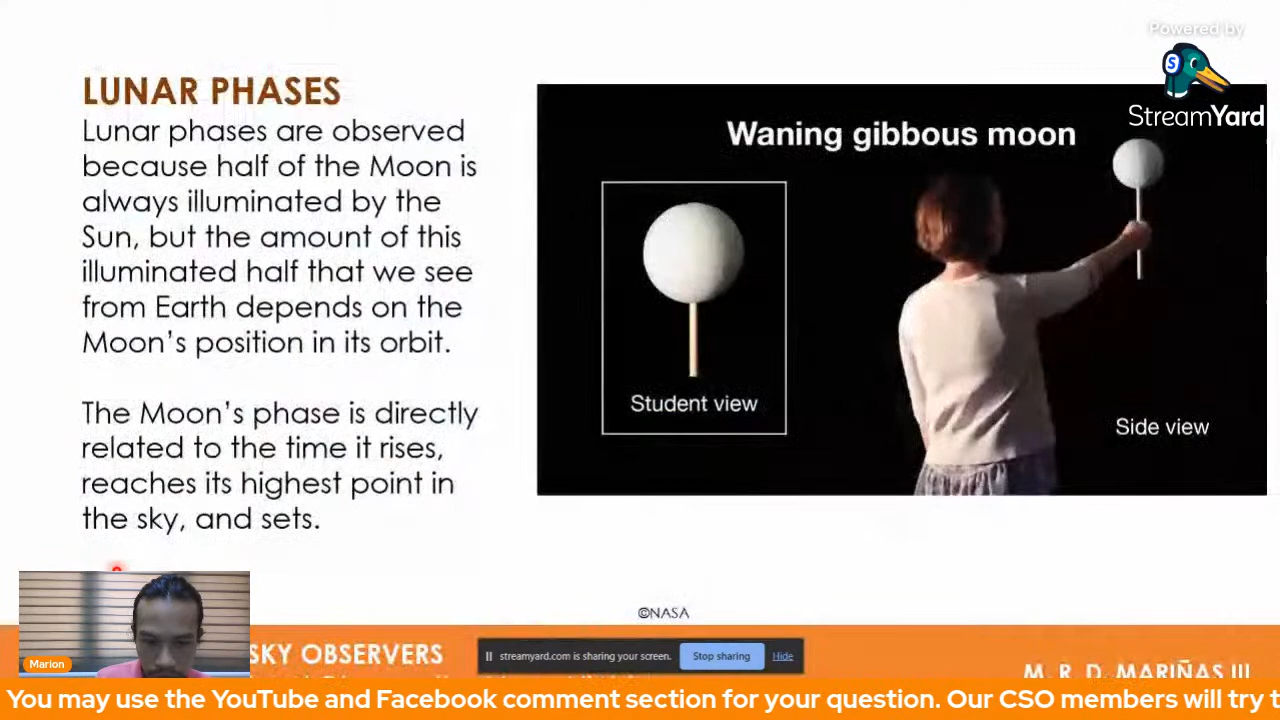 Powered by
StreamYard
LUNAR PHASES
Lunar phases are observed
because half of the Moon is
always illuminated by the
Sun, but the amount of this
illuminated half that we see
from Earth depends on the
Moon's position in its orbit.
The Moon's phase is directly
related to the time it rises,
reaches its highest point in
the sky, and sets.
Waning gibbous moon
Student view
Side view
©NASA
SKY OBSERVERS
streamyard.com is sharing your screen.
Stop sharing
Hide
M. R. D. MARIÑAS III
Marion
You may use the YouTube and Facebook comment section for your question. Our CSO members will try t